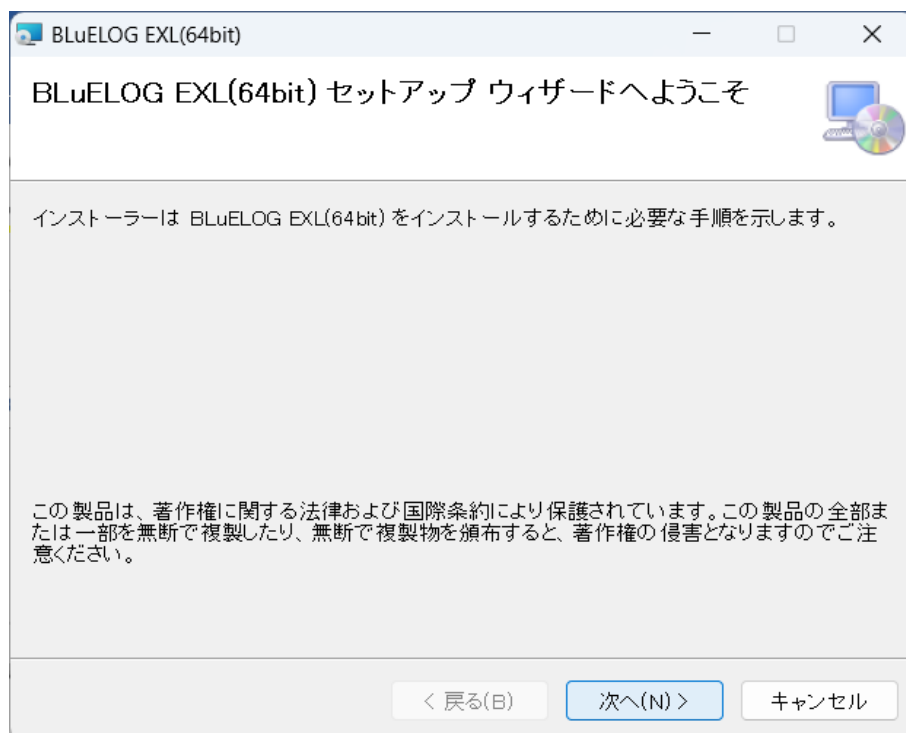 BLuELOG EXL(64bit)
BLuELOG EXL(64bit) セットアップ ウィザードへようこそ
インストーラーは BLuELOG EXL(64bit) をインストールするために必要な手順を示します。
この製品は、著作権に関する法律および国際条約により保護されています。この製品の全部ま
たは一部を無断で複製したり、無断で複製物を頒布すると、著作権の侵害となりますのでご注
意ください。
< 戻る(B)
次へ(N) >
キャンセル